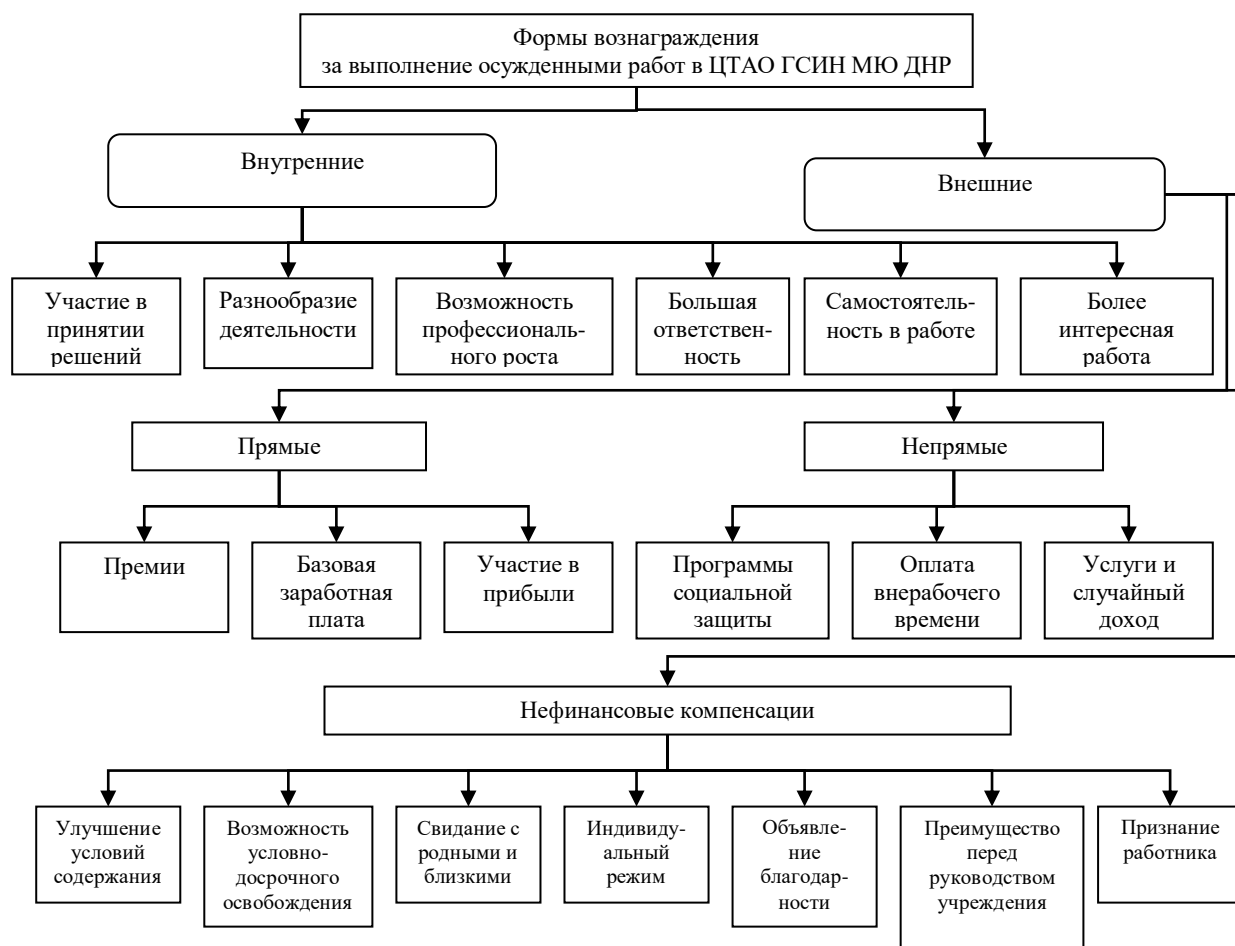 Формы вознаграждения
за выполнение осужденными работ в ЦТАО ГСИН МЮ ДНР
Внутренние
Внешние
Участие в
принятии
решений
Разнообразие
деятельности
Возможность
профессиональ-
ного роста
Большая
ответствен-
ность
Самостоятель-
ность в работе
Более
интересная
работа
Прямые
Непрямые
Премии
Базовая
заработная
плата
Участие в
прибыли
Программы
социальной
защиты
Оплата
внерабочего
времени
Услуги и
случайный
доход
Нефинансовые компенсации
Улучшение
условий
содержания
Возможность
условно-
досрочного
освобождения
Свидание с
родными и
близкими
Индивиду-
альный
режим
Объявле-
ние
благодар-
ности
Преимущество
перед
руководством
учреждения
Признание
работника